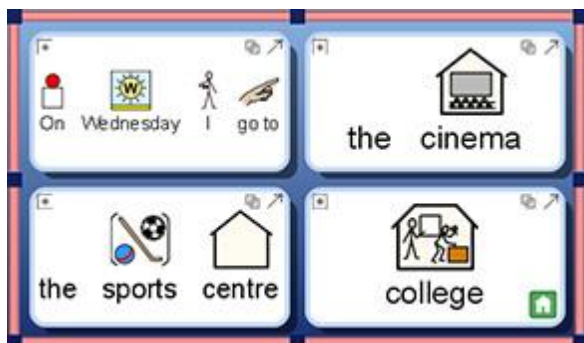 On Wednesday I go to
the cinema
the sports centre
college